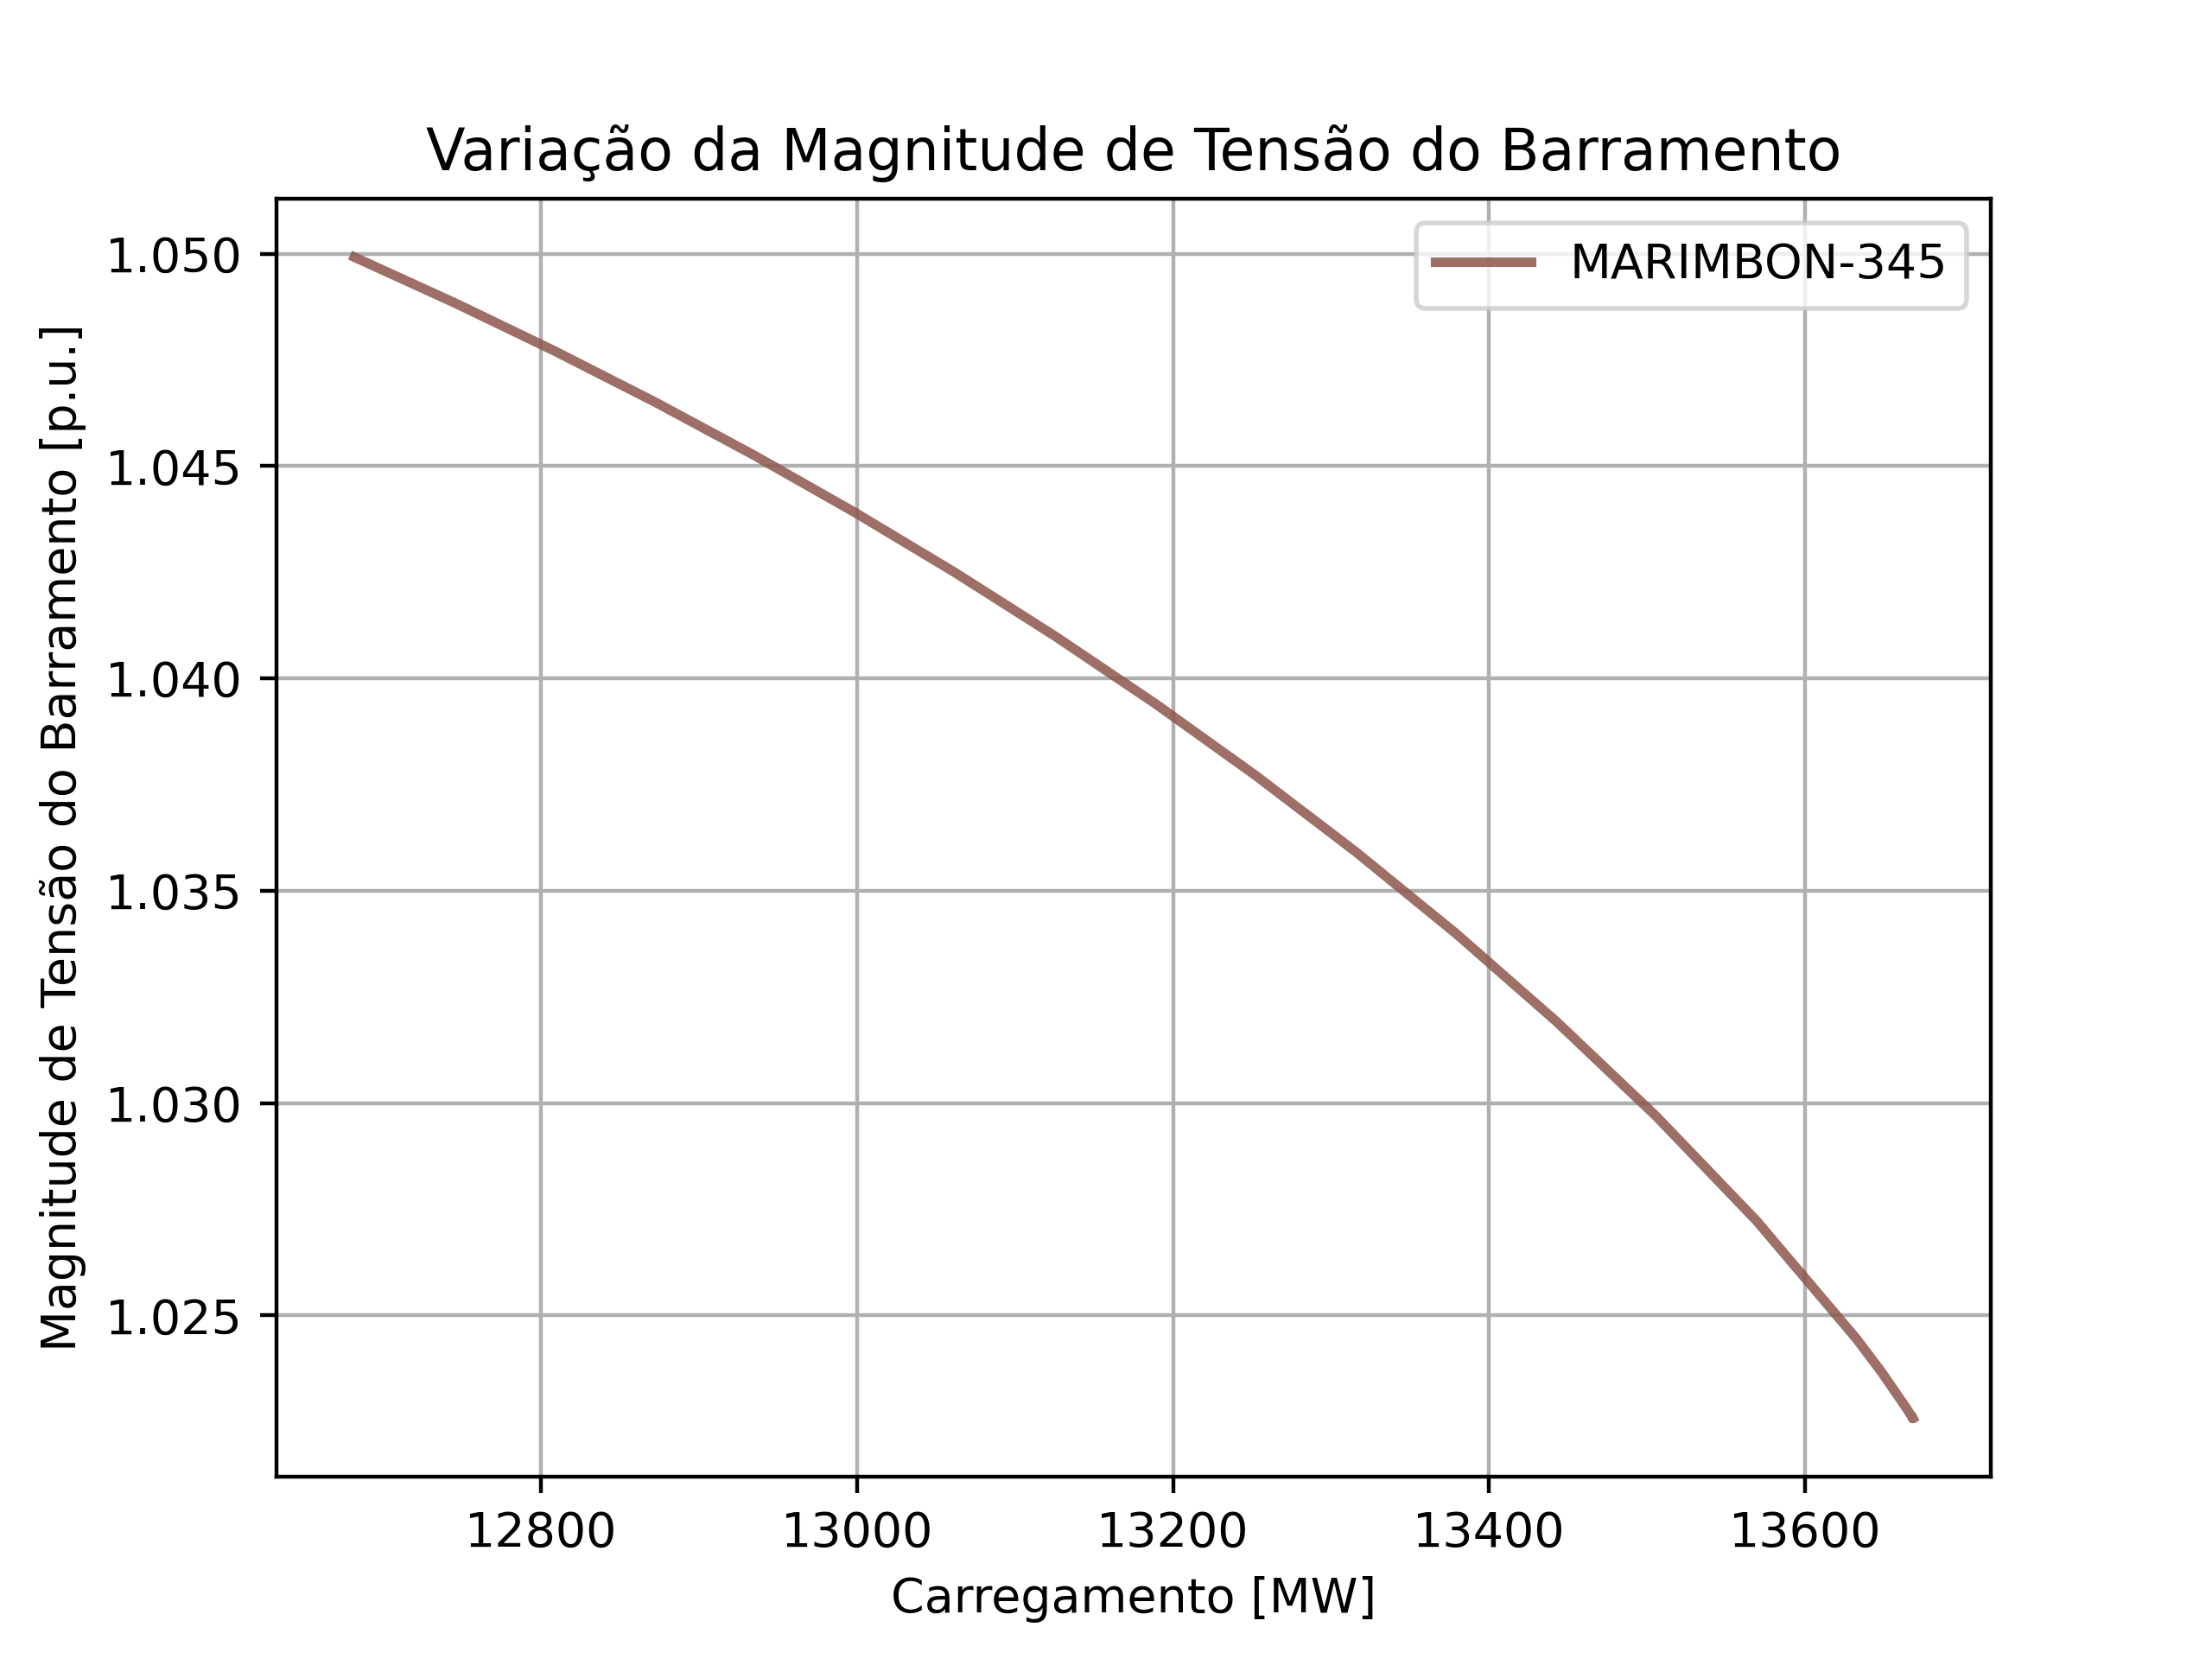 Variação da Magnitude de Tensão do Barramento
MARIMBON-345
Magnitude de Tensão do Barramento [p.u.]
1.050
1.045
1.040
1.035
1.030
1.025
12800 13000 13200 13400 13600
Carregamento [MW]